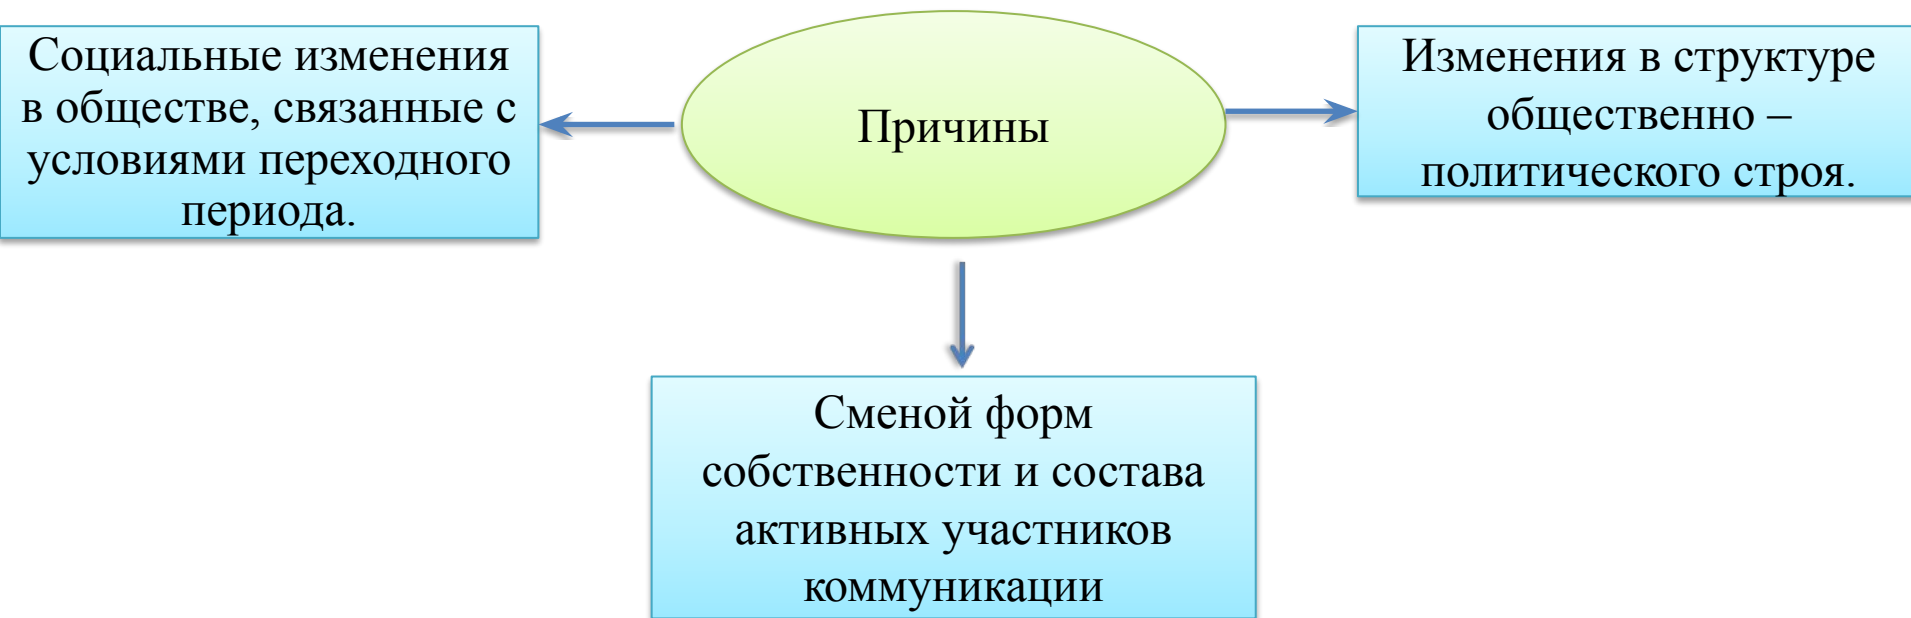 Социальные изменения
в обществе, связанные с
условиями переходного
периода.
Причины
Изменения в структуре
общественно –
политического строя.
Сменой форм
собственности и состава
активных участников
коммуникации